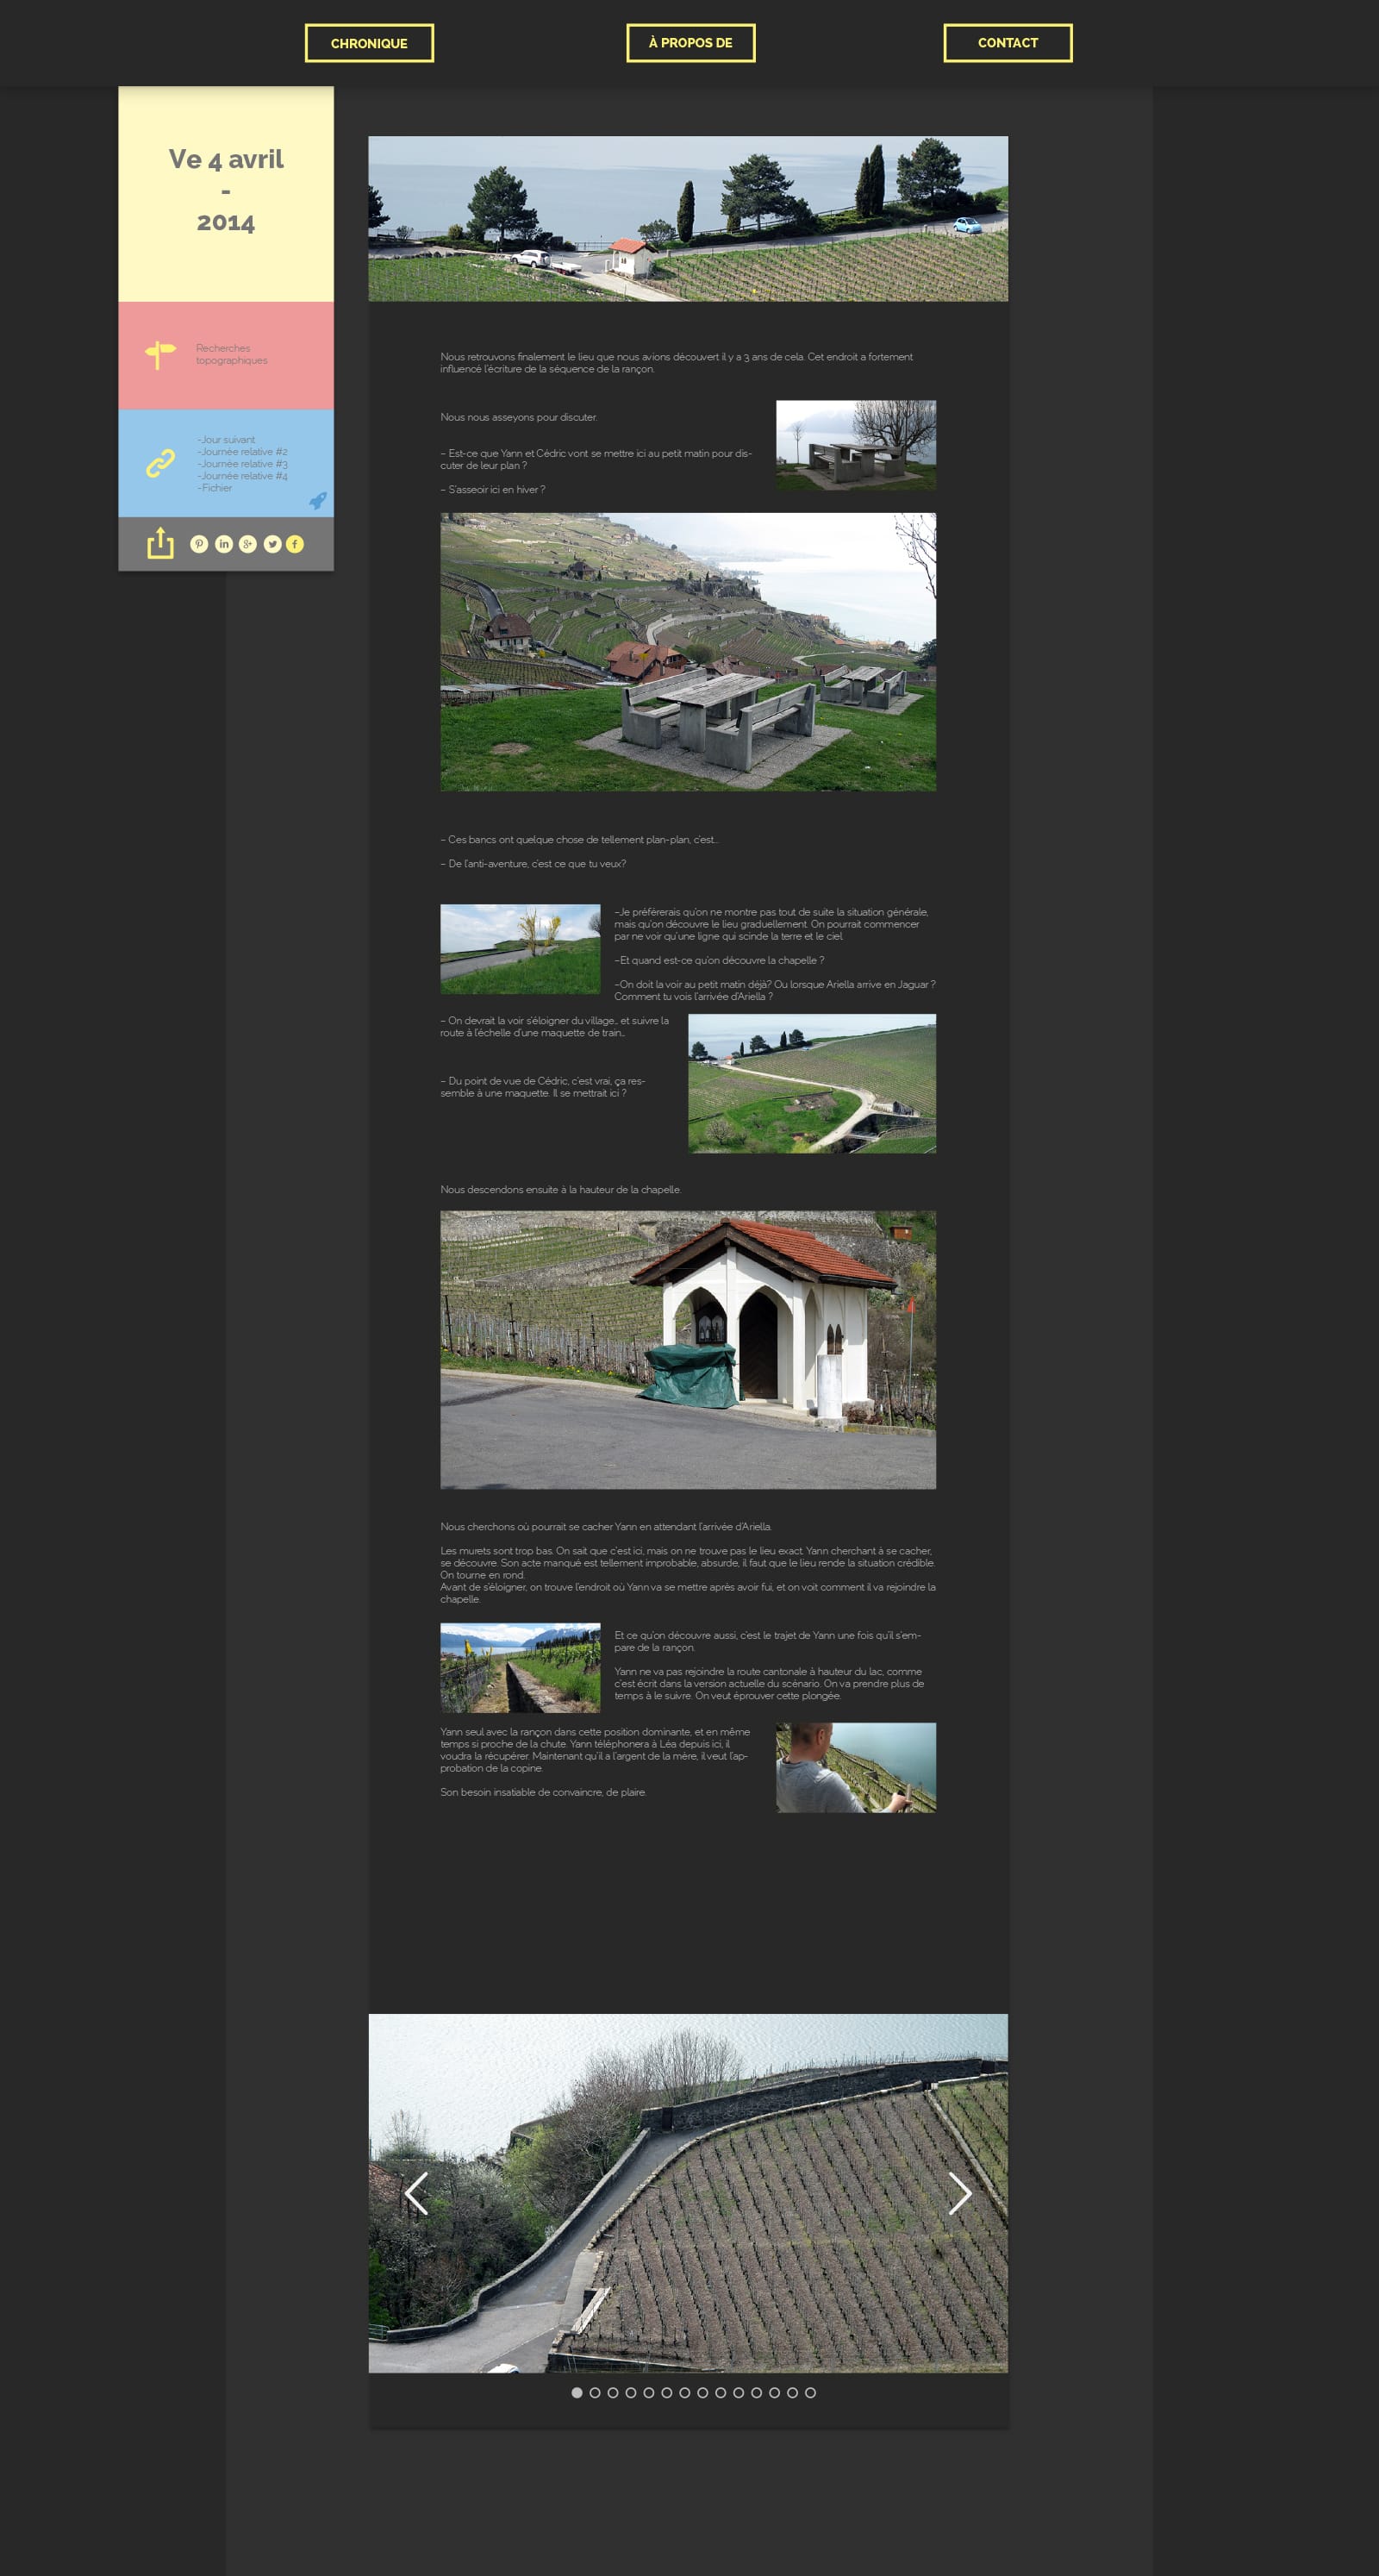 CHRONIQUE
À PROPOS DE
CONTACT
Ve 4 avril
-
2014
Recherches
topographiques
-Jour suivant
-Journée relative #2
-Journée relative #3
-Journée relative #4
-Fichier
Nous retrouvons finalement le lieu que nous avions découvert il y a 3 ans de cela. Cet endroit a fortement
influencé l'écriture de la séquence de la rançon.
Nous nous asseyons pour discuter.
– Est-ce que Yann et Cédric vont se mettre ici au petit matin pour dis-
cuter de leur plan ?
– S'asseoir ici en hiver ?
– Ces bancs ont quelque chose de tellement plan-plan, c'est...
– De l'anti-aventure, c'est ce que tu veux?
–Je préférerais qu'on ne montre pas tout de suite la situation générale,
mais qu'on découvre le lieu graduellement. On pourrait commencer
par ne voir qu'une ligne qui scinde la terre et le ciel.
–Et quand est-ce qu'on découvre la chapelle ?
–On doit la voir au petit matin déjà? Ou lorsque Ariella arrive en Jaguar ?
Comment tu vois l'arrivée d'Ariella ?
– On devrait la voir s'éloigner du village... et suivre la
route à l'échelle d'une maquette de train...
– Du point de vue de Cédric, c'est vrai, ça res-
semble à une maquette. Il se mettrait ici ?
Nous descendons ensuite à la hauteur de la chapelle.
Nous cherchons où pourrait se cacher Yann en attendant l'arrivée d'Ariella.
Les murets sont trop bas. On sait que c'est ici, mais on ne trouve pas le lieu exact. Yann cherchant à se cacher,
se découvre. Son acte manqué est tellement improbable, absurde, il faut que le lieu rende la situation crédible.
On tourne en rond.
Avant de s'éloigner, on trouve l'endroit où Yann va se mettre après avoir fui, et on voit comment il va rejoindre la
chapelle.
Et ce qu'on découvre aussi, c'est le trajet de Yann une fois qu'il s'em-
pare de la rançon.
Yann ne va pas rejoindre la route cantonale à hauteur du lac, comme
c'est écrit dans la version actuelle du scénario. On va prendre plus de
temps à le suivre. On veut éprouver cette plongée.
Yann seul avec la rançon dans cette position dominante, et en même
temps si proche de la chute. Yann téléphonera à Léa depuis ici, il
voudra la récupérer. Maintenant qu'il a l'argent de la mère, il veut l'ap-
probation de la copine.
Son besoin insatiable de convaincre, de plaire.